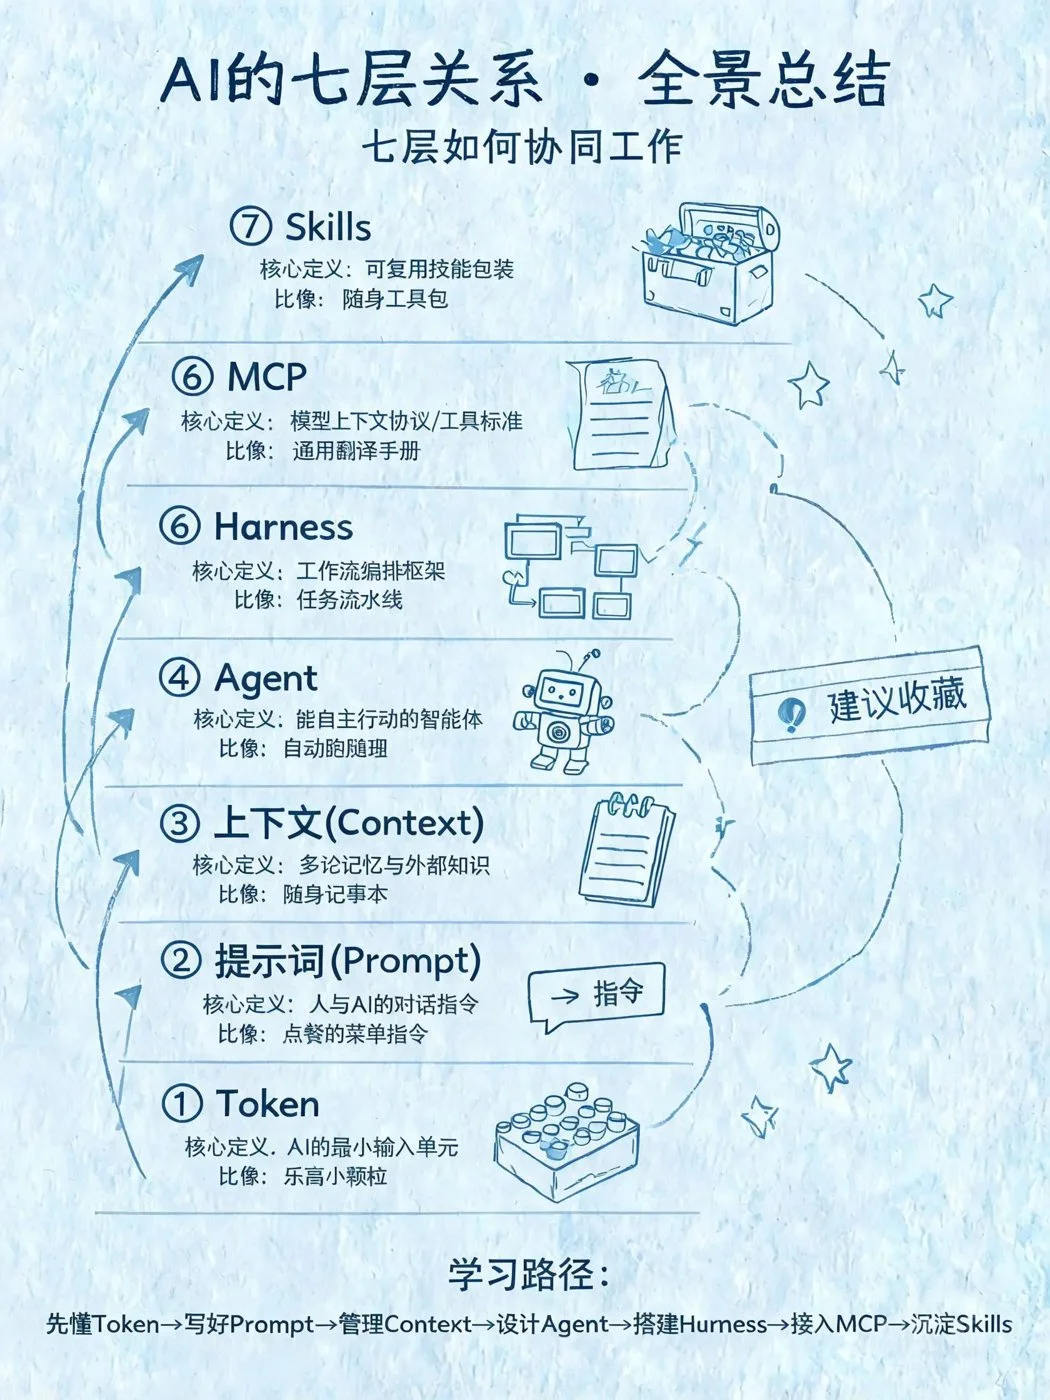 AI的七层关系·全景总结
七层如何协同工作
⑦ Skills
核心定义：可复用技能包装
比像：随身工具包
⑥ MCP
核心定义：模型上下文协议/工具标准
比像：通用翻译手册
⑥ Harness
核心定义：工作流编排框架
比像：任务流水线
④ Agent
核心定义：能自主行动的智能体
比像：自动
建议收藏
③ 上下文(Context)
核心定义：多论记忆与外部知识
比像：随身记事本
② 提示词(Prompt)
核心定义：人与AI的对话指令
比像：点餐的菜单指令
→ 指令
① Token
核心定义. AI的最小输入单元
比像：乐高小颗粒
学习路径：
先懂Token→写好Prompt→管理Context→设计Agent→搭建Hurness→接入MCP→沉淀Skills